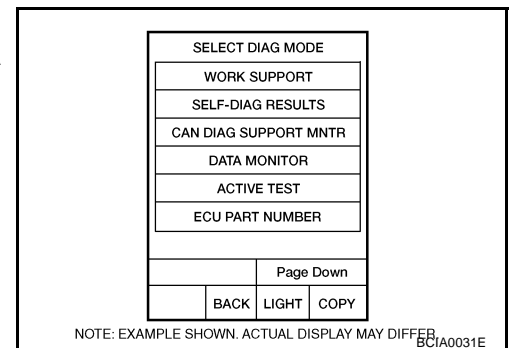 SELECT DIAG MODE
WORK SUPPORT
SELF-DIAG RESULTS
CAN DIAG SUPPORT MNTR
DATA MONITOR
ACTIVE TEST
ECU PART NUMBER
Page Down
BACK LIGHT COPY
NOTE: EXAMPLE SHOWN. ACTUAL DISPLAY MAY DIFFER.
BCIA0031E